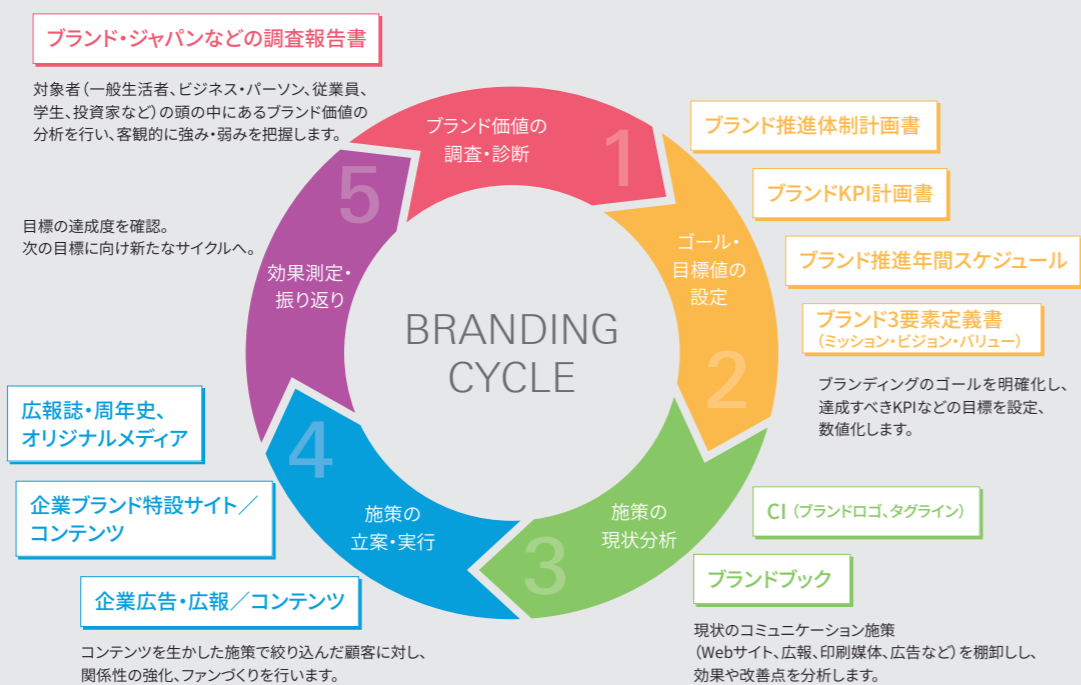 ブランド・ジャパンなどの調査報告書
対象者（一般生活者、ビジネス・パーソン、従業員、
学生、投資家など）の頭の中にあるブランド価値の
分析を行い、客観的に強み・弱みを把握します。
ブランド価値の
調査・診断
1
ブランド推進体制計画書
ブランドKPI計画書
ブランド推進年間スケジュール
ブランド3要素定義書
（ミッション・ビジョン・バリュー）
ブランディングのゴールを明確化し、
達成すべきKPIなどの目標を設定、
数値化します。
ゴール・
目標値の
設定
2
CI （ブランドロゴ、タグライン）
ブランドブック
現状のコミュニケーション施策
（Webサイト、広報、印刷媒体、広告など）を棚卸しし、
効果や改善点を分析します。
施策の
現状分析
3
施策の
立案・実行
4
広報誌・周年史、
オリジナルメディア
企業ブランド特設サイト／
コンテンツ
企業広告・広報／コンテンツ
コンテンツを生かした施策で絞り込んだ顧客に対し、
関係性の強化、ファンづくりを行います。
5
効果測定・
振り返り
目標の達成度を確認。
次の目標に向け新たなサイクルへ。
BRANDING
CYCLE